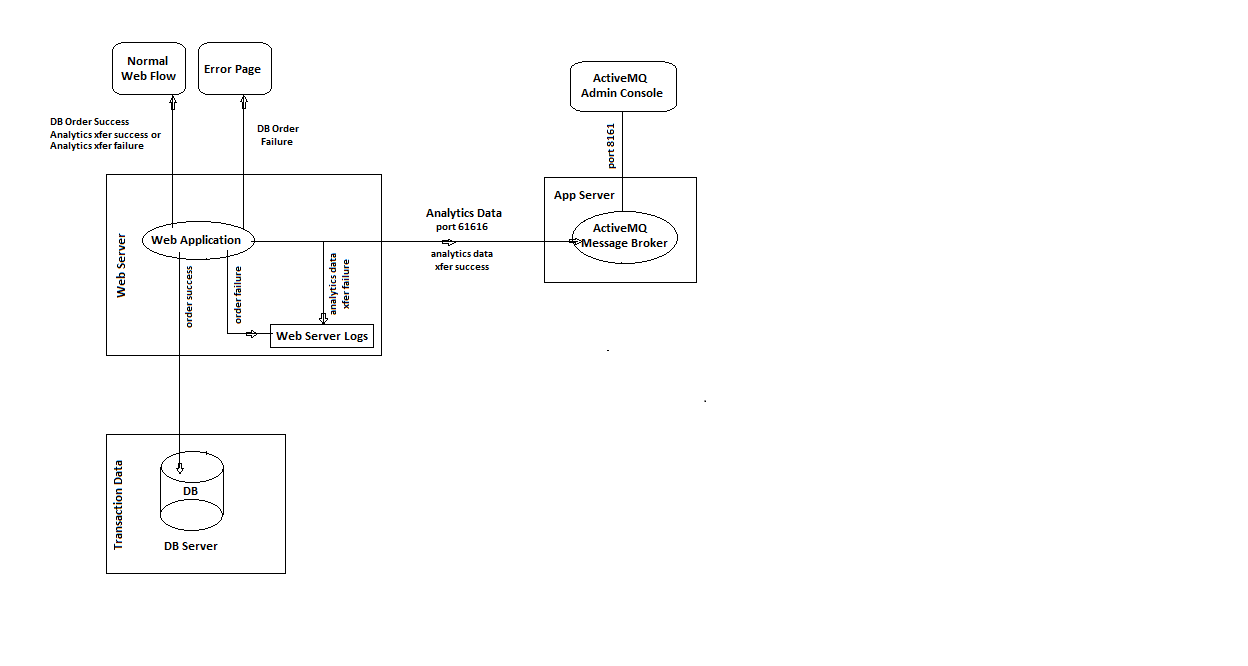 Normal
Web Flow
Error Page
ActiveMQ
Admin Console
DB Order Success
Analytics xfer success or
Analytics xfer failure
DB Order
Failure
port 8161
App Server
ActiveMQ
Message Broker
Analytics Data
port 61616
analytics data
xfer success
Web Server
Web Application
order success
order failure
analytics data
xfer failure
Web Server Logs
Transaction Data
DB
DB Server